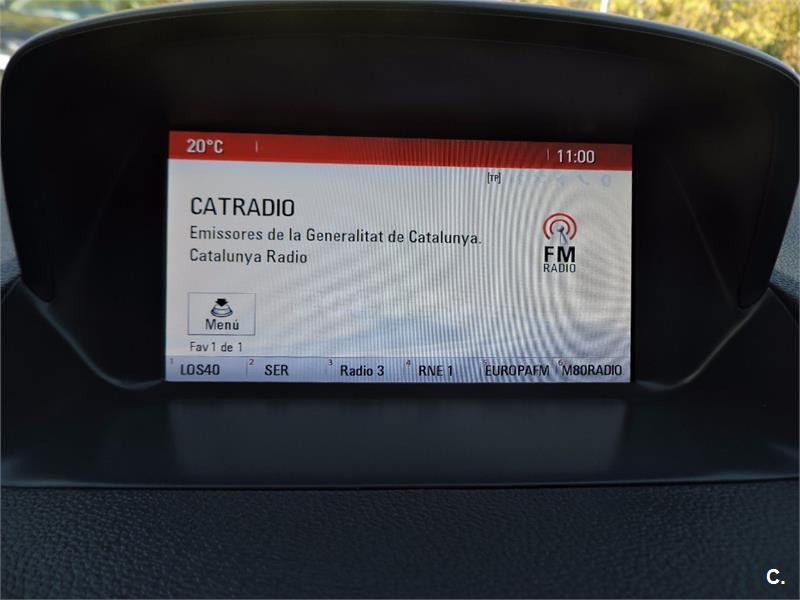 20°C 11:00
[TP]
CATRADIO
Emissores de la Generalitat de Catalunya.
Catalunya Radio
FM
RADIO
Menú
Fav 1 de 1
1 LOS40 2 SER 3 Radio 3 4 RNE 1 5 EUROPAFM 6 M80RADIO
C.